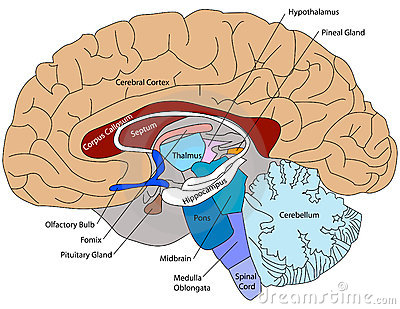 Hypothalamus
Pineal Gland
Cerebral Cortex
Corpus Callosum
Septum
Thalmus
Hippocampus
Olfactory Bulb
Fornix
Pituitary Gland
Pons
Cerebellum
Midbrain
Medulla
Oblongata
Spinal
Cord
dreamstime.com